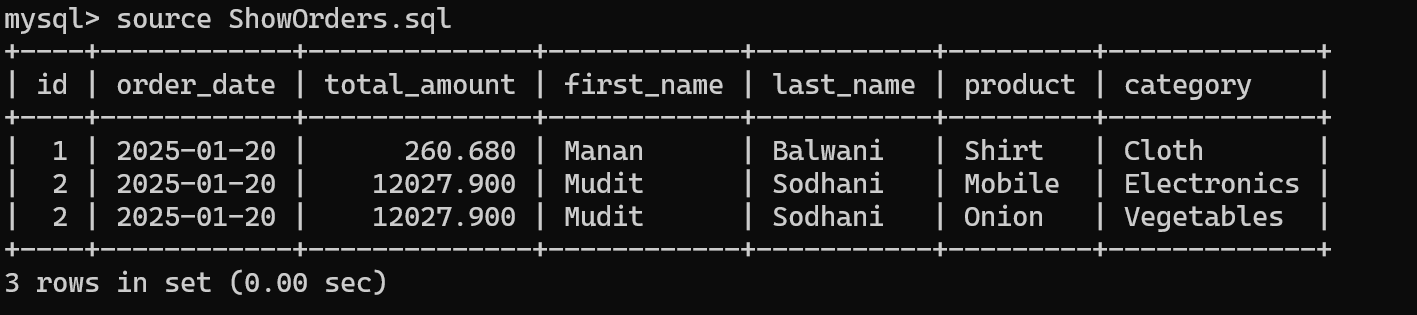 mysql> source ShowOrders.sql
+----+------------+--------------+------------+-----------+---------+-------------+
| id | order_date | total_amount | first_name | last_name | product | category    |
+----+------------+--------------+------------+-----------+---------+-------------+
|  1 | 2025-01-20 |      260.680 | Manan      | Balwani   | Shirt   | Cloth       |
|  2 | 2025-01-20 |    12027.900 | Mudit      | Sodhani   | Mobile  | Electronics |
|  2 | 2025-01-20 |    12027.900 | Mudit      | Sodhani   | Onion   | Vegetables  |
+----+------------+--------------+------------+-----------+---------+-------------+
3 rows in set (0.00 sec)